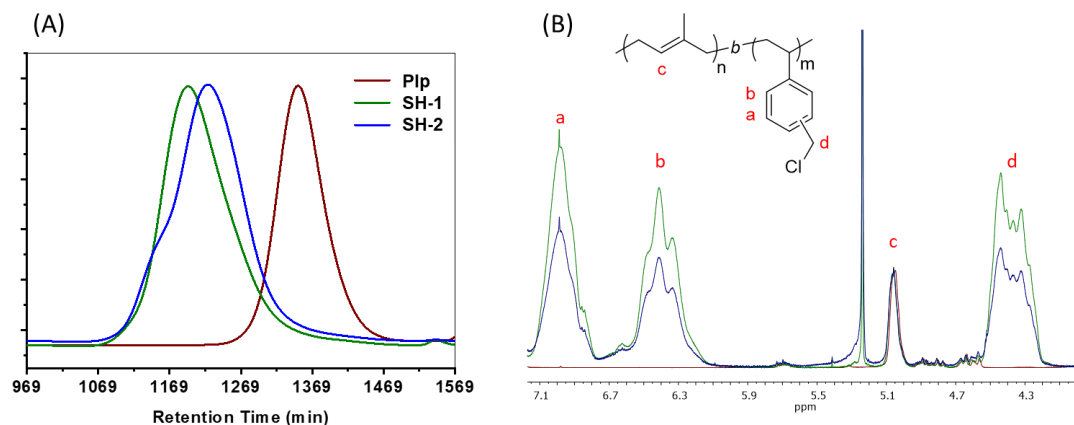 (A)
PIp
SH-1
SH-2
969 1069 1169 1269 1369 1469 1569
Retention Time (min)
(B)
n
b
m
c
b
a
d
Cl
a
b
c
d
7.1 6.7 6.3 5.9 5.5 5.1 4.7 4.3
ppm